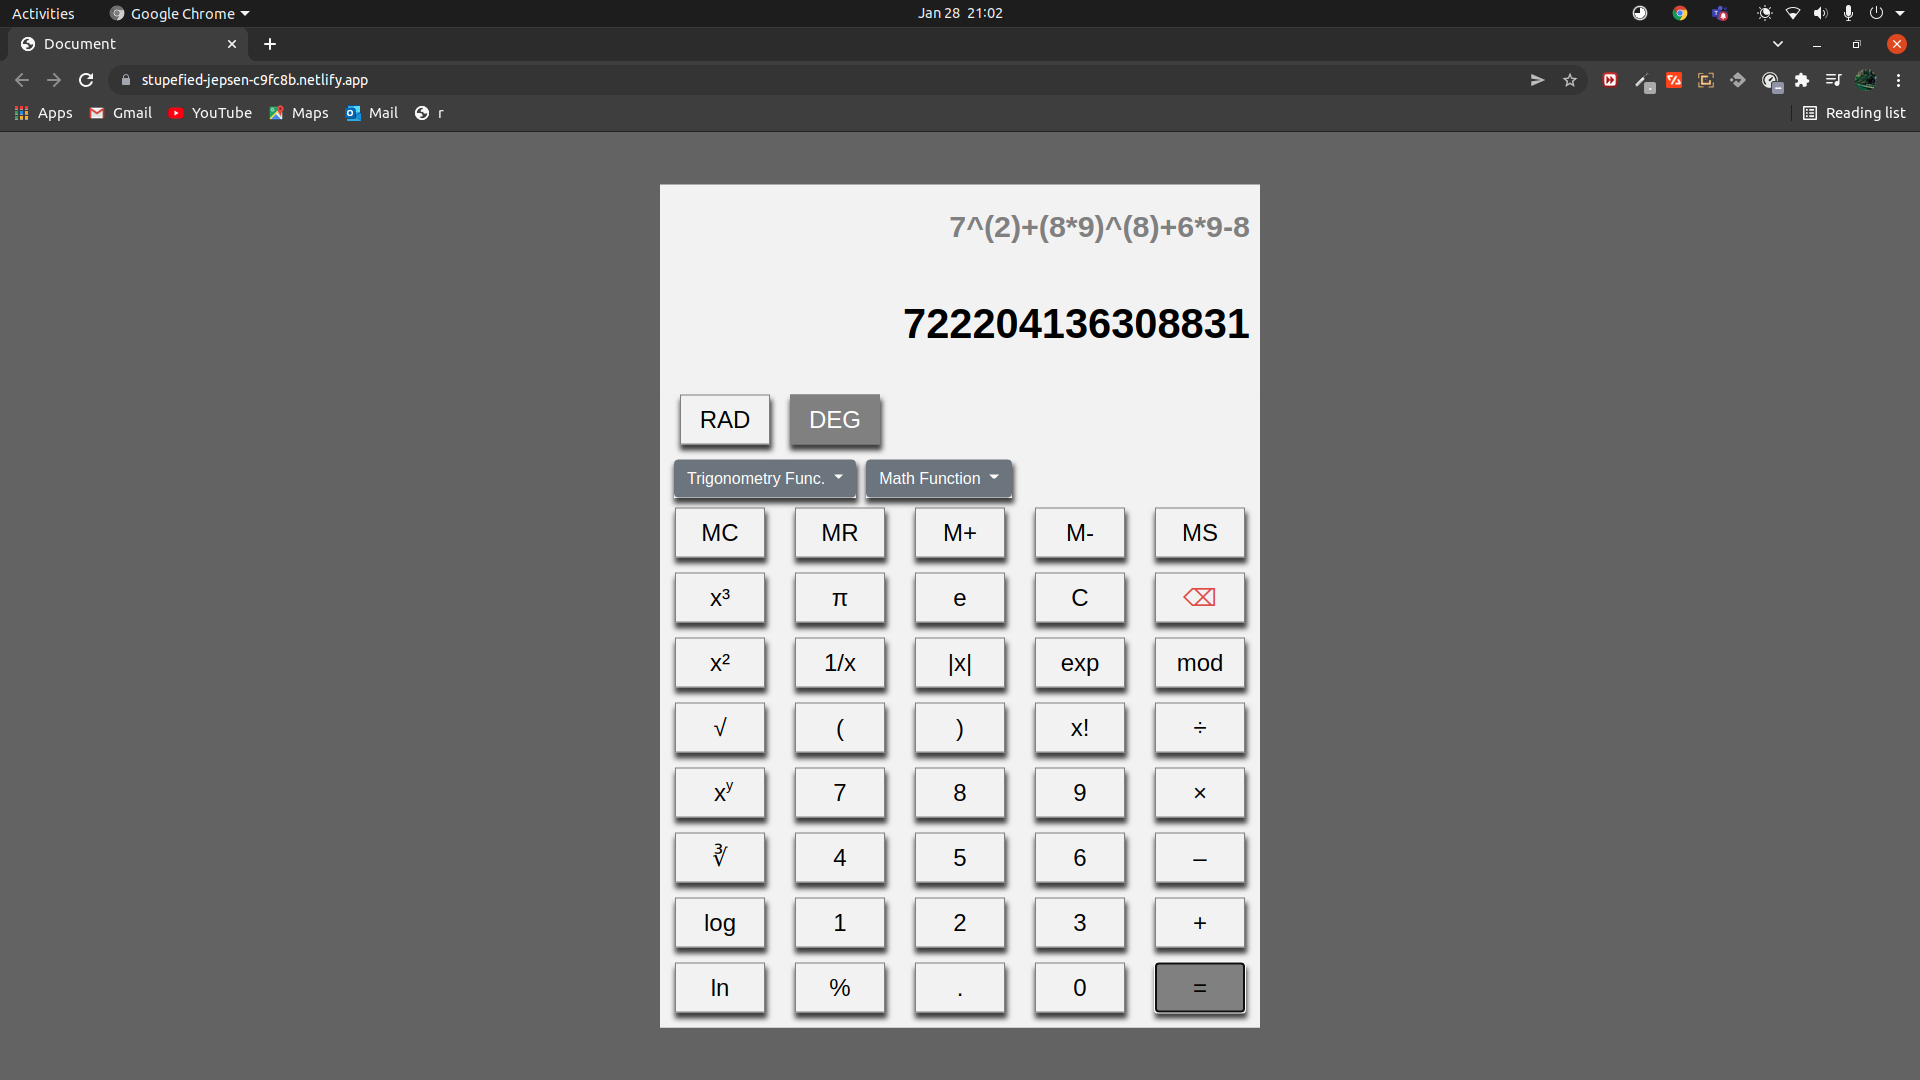 Activities Google Chrome Jan 28 21:02
Document
stupefied-jepsen-c9fc8b.netlify.app
Apps Gmail YouTube Maps Mail r Reading list
7^(2)+(8*9)^(8)+6*9-8
722204136308831
RAD DEG
Trigonometry Func. Math Function
MC MR M+ M- MS
x³ π e C ⌫
x² 1/x |x| exp mod
√ ( ) x! ÷
xʸ 7 8 9 ×
∛ 4 5 6 –
log 1 2 3 +
ln % . 0 =